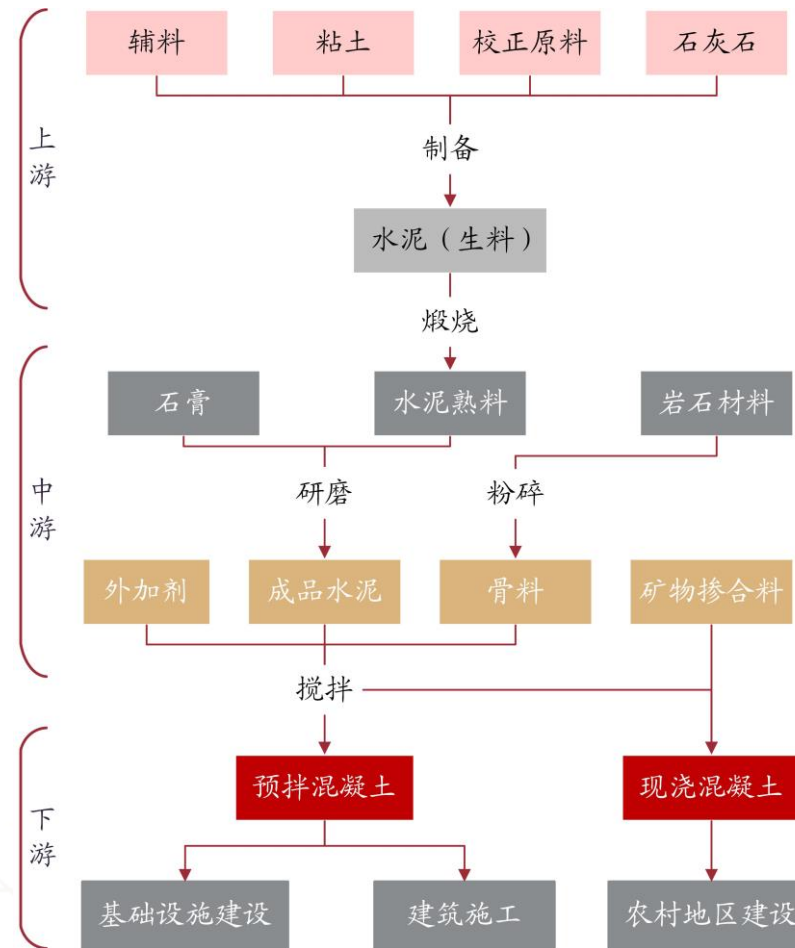 上游
辅料
粘土
校正原料
石灰石
制备
水泥（生料）
煅烧
中游
石膏
水泥熟料
岩石材料
研磨
粉碎
外加剂
成品水泥
骨料
矿物掺合料
搅拌
下游
预拌混凝土
现浇混凝土
基础设施建设
建筑施工
农村地区建设